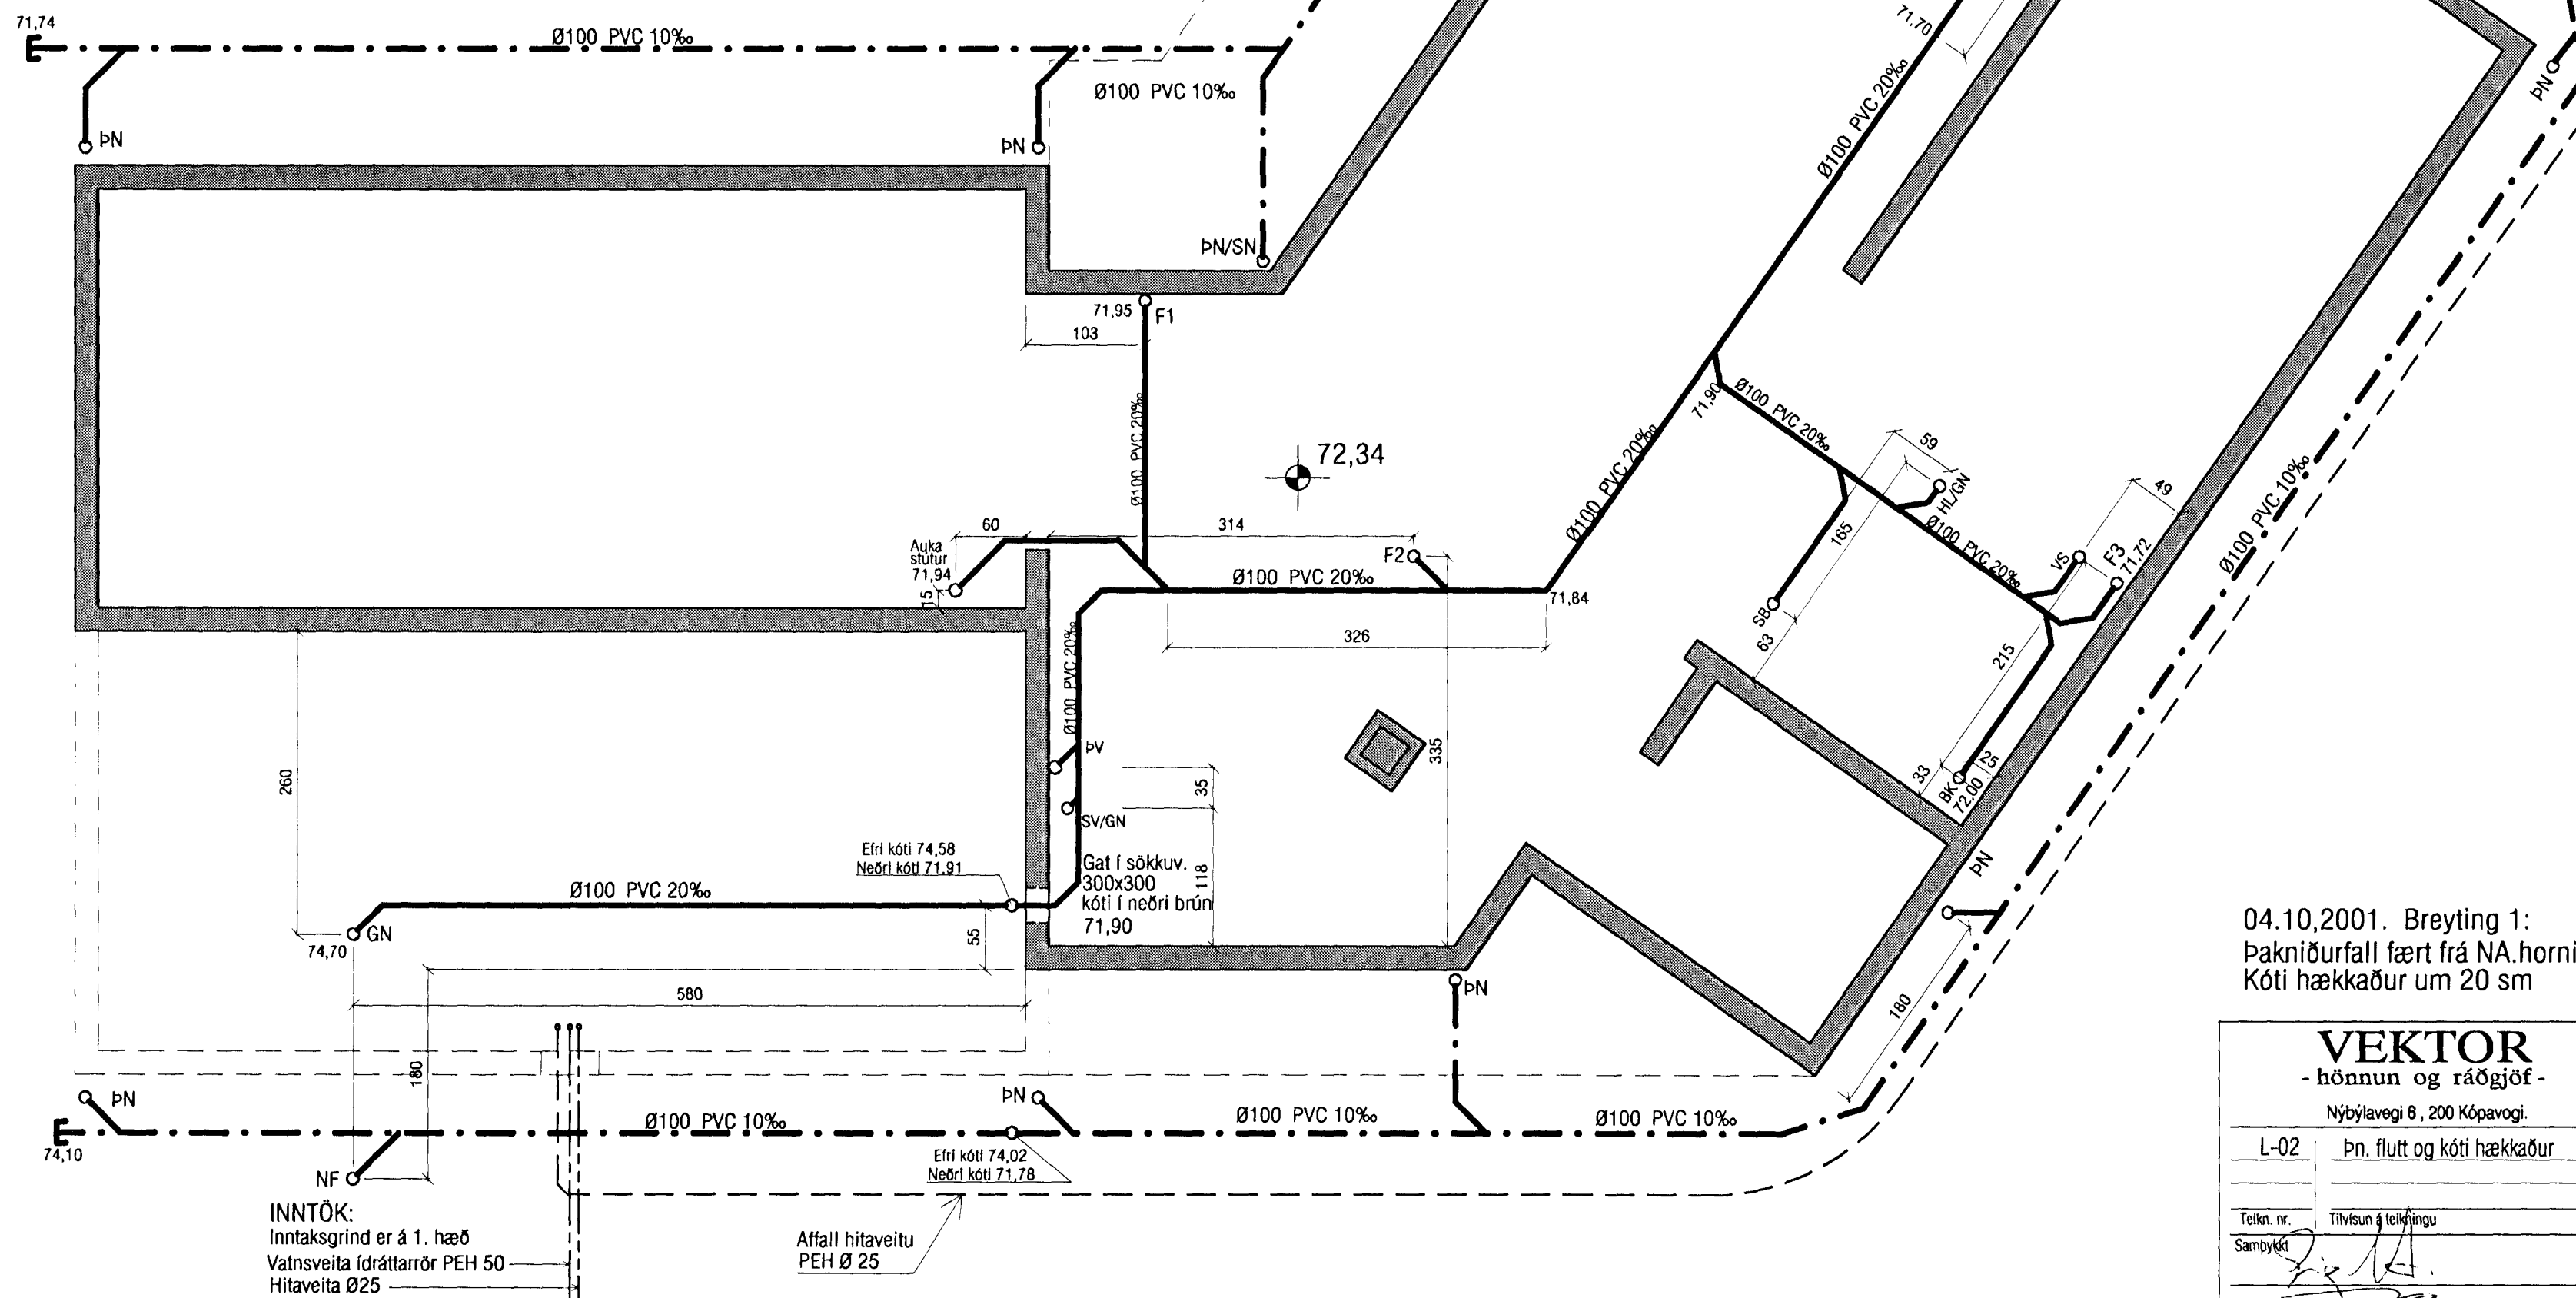 71,74
Ø100 PVC 10‰
Ø100 PVC 10‰
71,70
Ø100 PVC 20‰
ÞN
ÞN
ÞN
ÞN/SN
71,95
F1
103
Ø100 PVC 20‰
72,34
71,90
Ø100 PVC 20‰
59
HL/GN
49
Ø100 PVC 10‰
60
314
Auka
stútur
71,94
15
F2
Ø100 PVC 20‰
Ø100 PVC 20‰
71,84
326
165
Ø100 PVC 20‰
VS
F3
71,72
SB
63
215
Ø100 PVC 20‰
260
335
ÞV
35
SV/GN
33
25
BK
72,00
Efri kóti 74,58
Neðri kóti 71,91
Gat í sökkuv.
300x300
kóti í neðri brún
71,90
118
Ø100 PVC 20‰
GN
74,70
55
580
180
ÞN
ÞN
180
04.10,2001. Breyting 1:
Þakniðurfall fært frá NA.horni
Kóti hækkaður um 20 sm
ÞN
ÞN
Ø100 PVC 10‰
Ø100 PVC 10‰
Ø100 PVC 10‰
74,10
NF
Efri kóti 74,02
Neðri kóti 71,78
INNTÖK:
Inntaksgrind er á 1. hæð
Vatnsveita ídráttarrör PEH 50
Hitaveita Ø25
Affall hitaveitu
PEH Ø 25
VEKTOR
- hönnun og ráðgjöf -
Nýbýlavegi 6 , 200 Kópavogi.
L-02 Þn. flutt og kóti hækkaður
Teikn. nr. Tilvísun á teikningu
Samþykkt